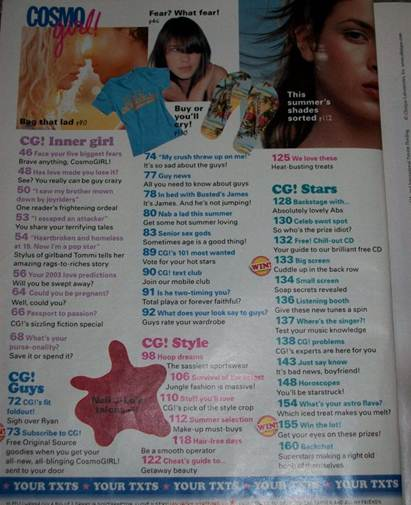 COSMO
girl!
Fear? What fear!
p46
Bag that lad p90
Buy or
you'll
cry!
This
summer's
shades
sorted p112
CG! Inner girl
46 Face your five biggest fears
Brave anything, CosmoGIRL!
48 Has love made you lose it?
See? You really can be guy crazy
50 "I saw my brother mown
down by joyriders"
One reader's frightening ordeal
53 "I escaped an attacker"
You share your terrifying tales
54 "Heartbroken and homeless
at 19. Now I'm a pop star"
Stylus of girlband Tommi tells her
amazing rags-to-riches story
56 Your 2003 love predictions
Will you be swept away?
64 Could you be pregnant?
Well, could you?
66 Passport to passion?
CG!'s sizzling fiction special
68 What's your
purse-onality?
Save it or spend it?
CG!
Guys
72 CG!'s fit
foldout!
Sigh over Ryan
73 Subscribe to CG!
Free Original Source
goodies when you get your
all-new, all-blinging CosmoGIRL!
sent to your door
74 "My crush threw up on me!"
It's so sad about the guys!
77 Guy news
All you need to know about guys
78 In bed with Busted's James
It's James. And he's not jumping!
80 Nab a lad this summer
Get some holiday romance action
83 Senior sex gods
Sometimes age is a good thing!
89 CG!'s 101 most wanted
Vote for your hot stars
90 CG! text club
Join our mobile club
91 Is he two-timing you?
Total playa or forever faithful?
92 What does your look say to guys?
Guys rate your wardrobe
CG! Style
98 Hoop dreams
The sassiest sportswear
106 Survival of the
Jungle fashion is massive!
110 Stuff you'll rave
CG!'s pick of the style crop
112 Summer selection
Make-up must-buys
118 Hair-free days
Be a smooth operator
122 Cheat's guide to...
Getaway beauty
125 We love these
Heat-busting treats
CG! Stars
128 Backstage with...
Absolutely lovely Abs
130 Celeb swot spot
So who's the prize idiot?
132 Free! Chill-out CD
Your guide to our brilliant free CD
WIN!
133 Big screen
Cuddle up in the back row
134 Small screen
Soap secrets revealed
136 Listening booth
Give these new tunes a spin
137 Where's the singer?!
Test your music knowledge
138 CG! problems
CG!'s experts are here for you
143 Just say know
It's bad news, boyfriend!
148 Horoscopes
You'll be starstruck!
154 What's your astro flava?
Which iced treat makes you melt?
WIN!
155 Win the lot!
Get your eyes on these prizes!
160 Backchat
Superstars making a right old
boob of themselves
YOUR TXTS ★ YOUR TXTS ★ YOUR TXTS ★ YOUR TXTS